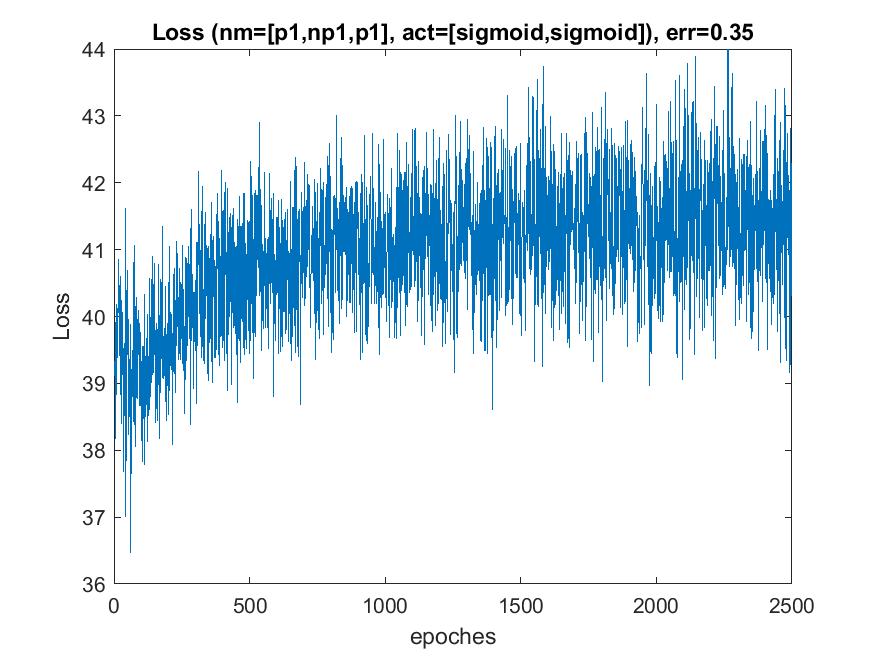 Loss (nm=[p1,np1,p1], act=[sigmoid,sigmoid]), err=0.35
44
43
42
41
40
39
38
37
36
Loss
0 500 1000 1500 2000 2500
epoches